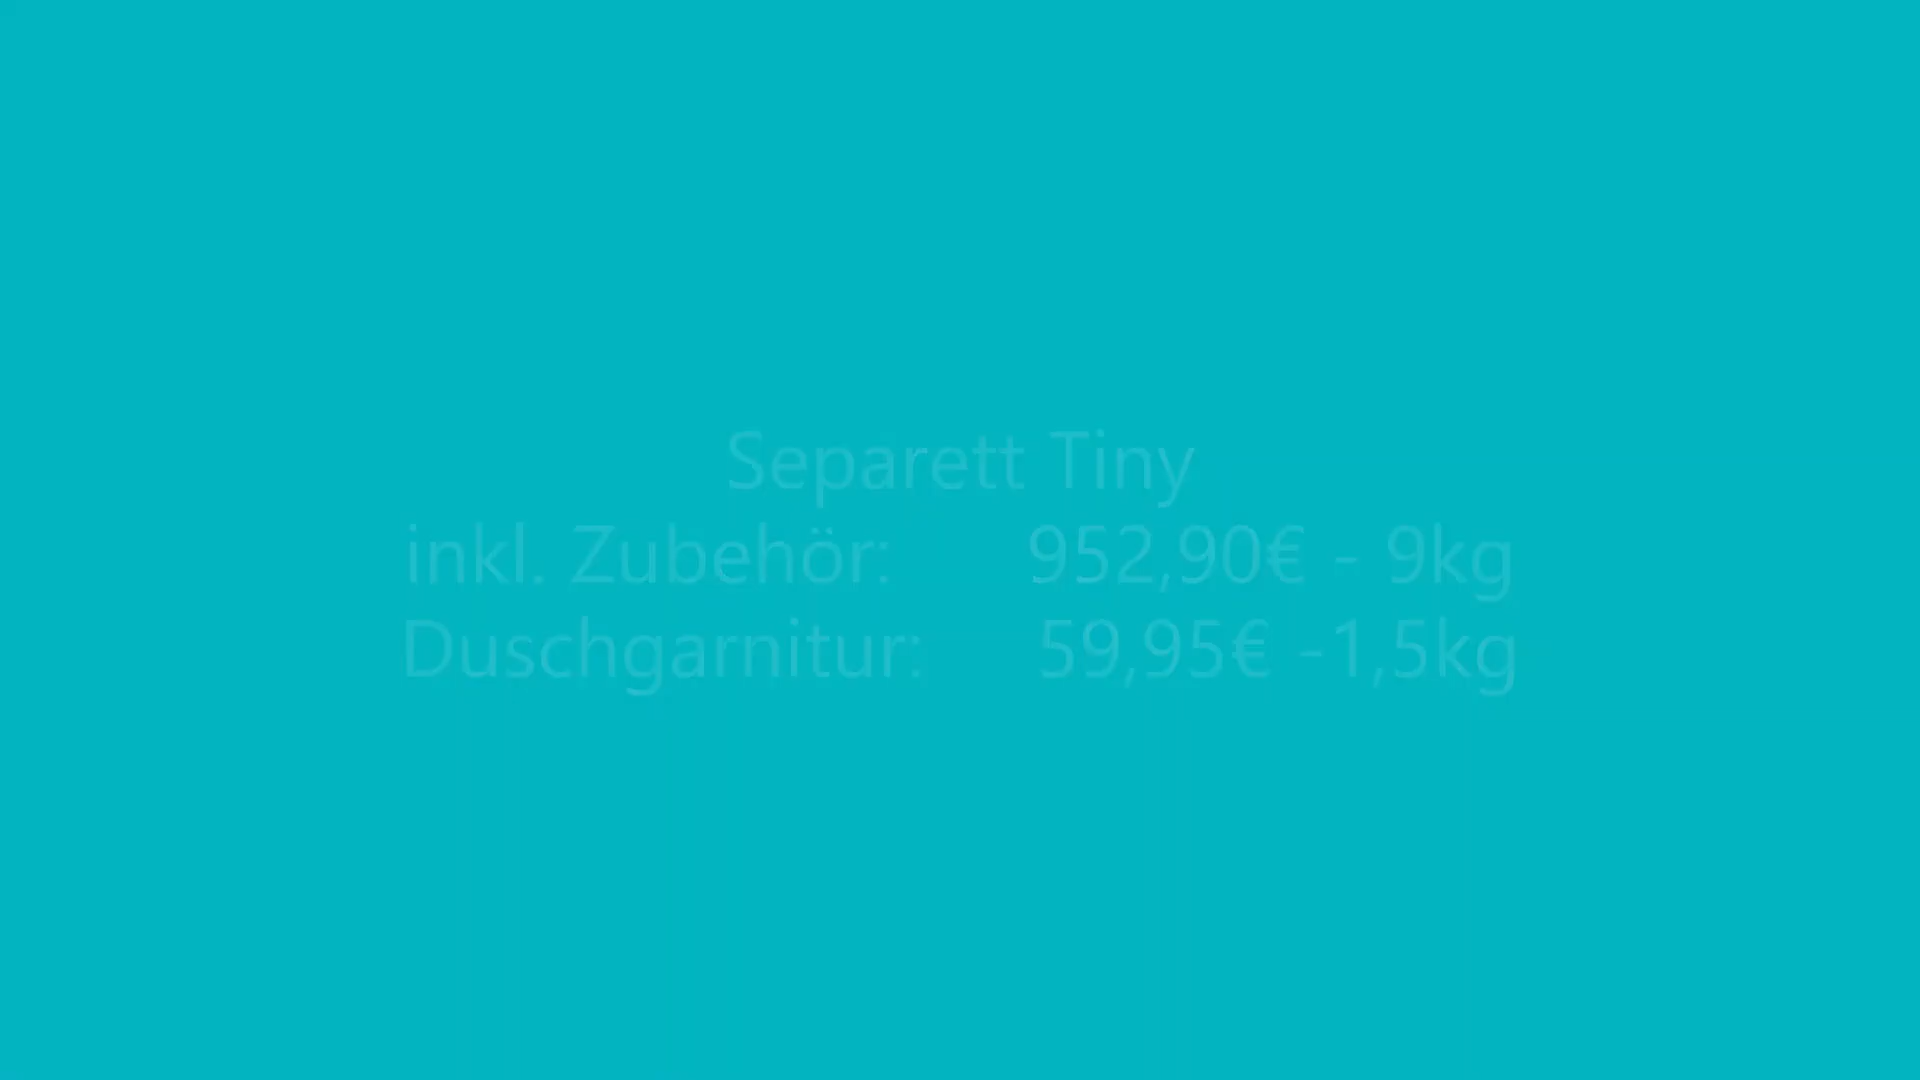 Separett Tiny
inkl. Zubehör: 952,90€ - 9kg
Duschgarnitur: 59,95€ -1,5kg